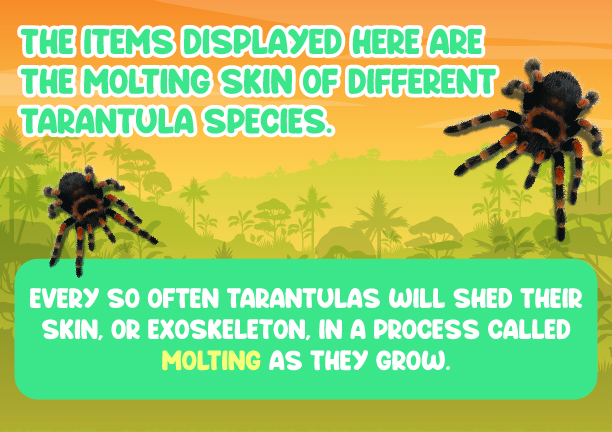 THE ITEMS DISPLAYED HERE ARE
THE MOLTING SKIN OF DIFFERENT
TARANTULA SPECIES.
EVERY SO OFTEN TARANTULAS WILL SHED THEIR
SKIN, OR EXOSKELETON, IN A PROCESS CALLED
MOLTING AS THEY GROW.